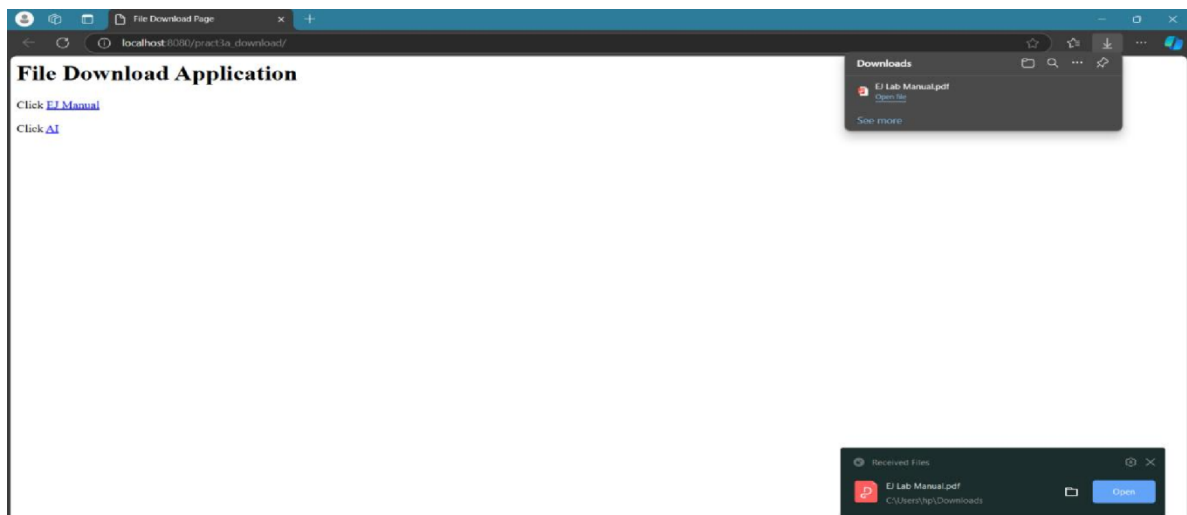 File Download Page
localhost:8080/pract3a_download/
File Download Application
Click EJ Manual
Click AI
Downloads
EJ Lab Manual.pdf
Open file
See more
Received Files
EJ Lab Manual.pdf
C:\Users\hp\Downloads
Open